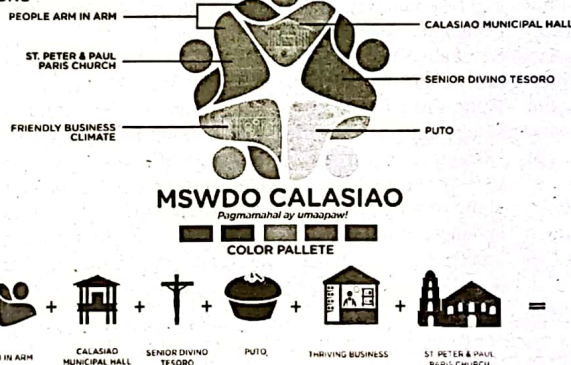 PEOPLE ARM IN ARM
CALASIAO MUNICIPAL HALL
ST. PETER & PAUL
PARIS CHURCH
SENIOR DIVINO TESORO
FRIENDLY BUSINESS
CLIMATE
PUTO
MSWDO CALASIAO
Pagmamahal ay umaapaw!
COLOR PALLETE
+ + + + + =
IN ARM
CALASIAO
MUNICIPAL HALL
SENIOR DIVINO
TESORO
PUTO,
THRIVING BUSINESS
ST PETER & PAUL
PARIS CHURCH